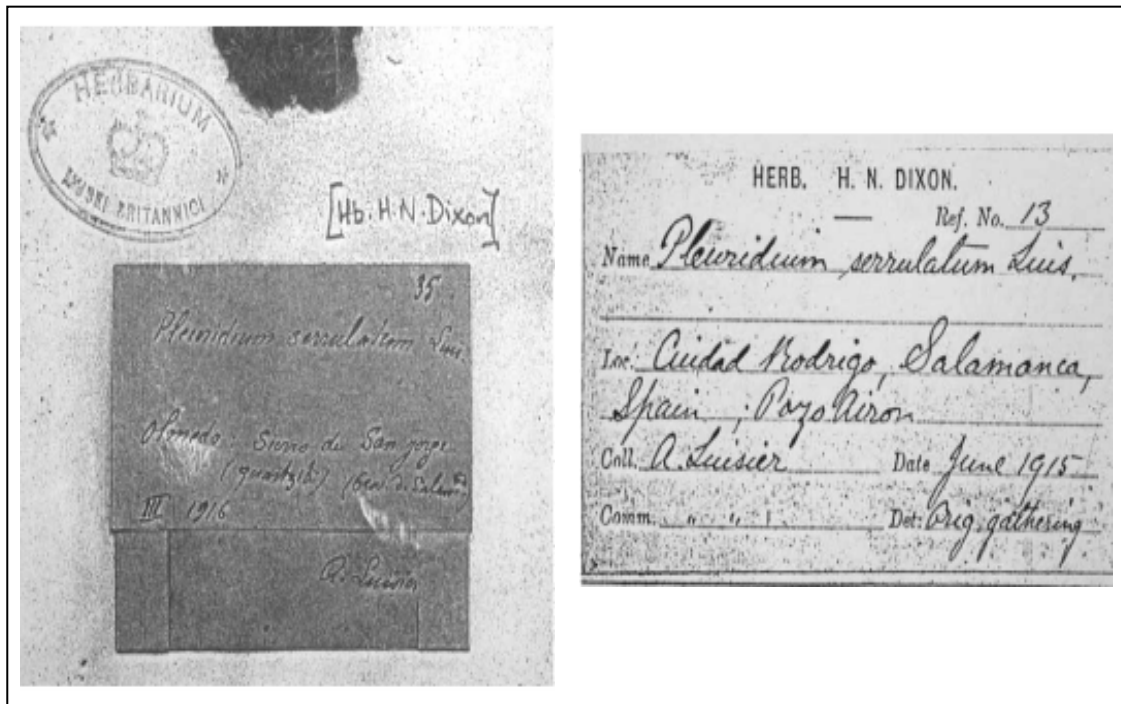 HERBARIUM
MUSEI BRITANNICI
[Hb. H. N. Dixon]
35
Pleuridium serrulatum Luis.
Olmedo: Sierro de San Jorge
(quartzite) (
III 1916
A. Luisier
HERB. H. N. DIXON.
Ref. No. 13
Name Pleuridium serrulatum Luis.
Loc. Ciudad Rodrigo, Salamanca,
Spain ; Pozo Airon
Coll. A. Luisier Date June 1915
Comm. " " " Det: Orig. gathering